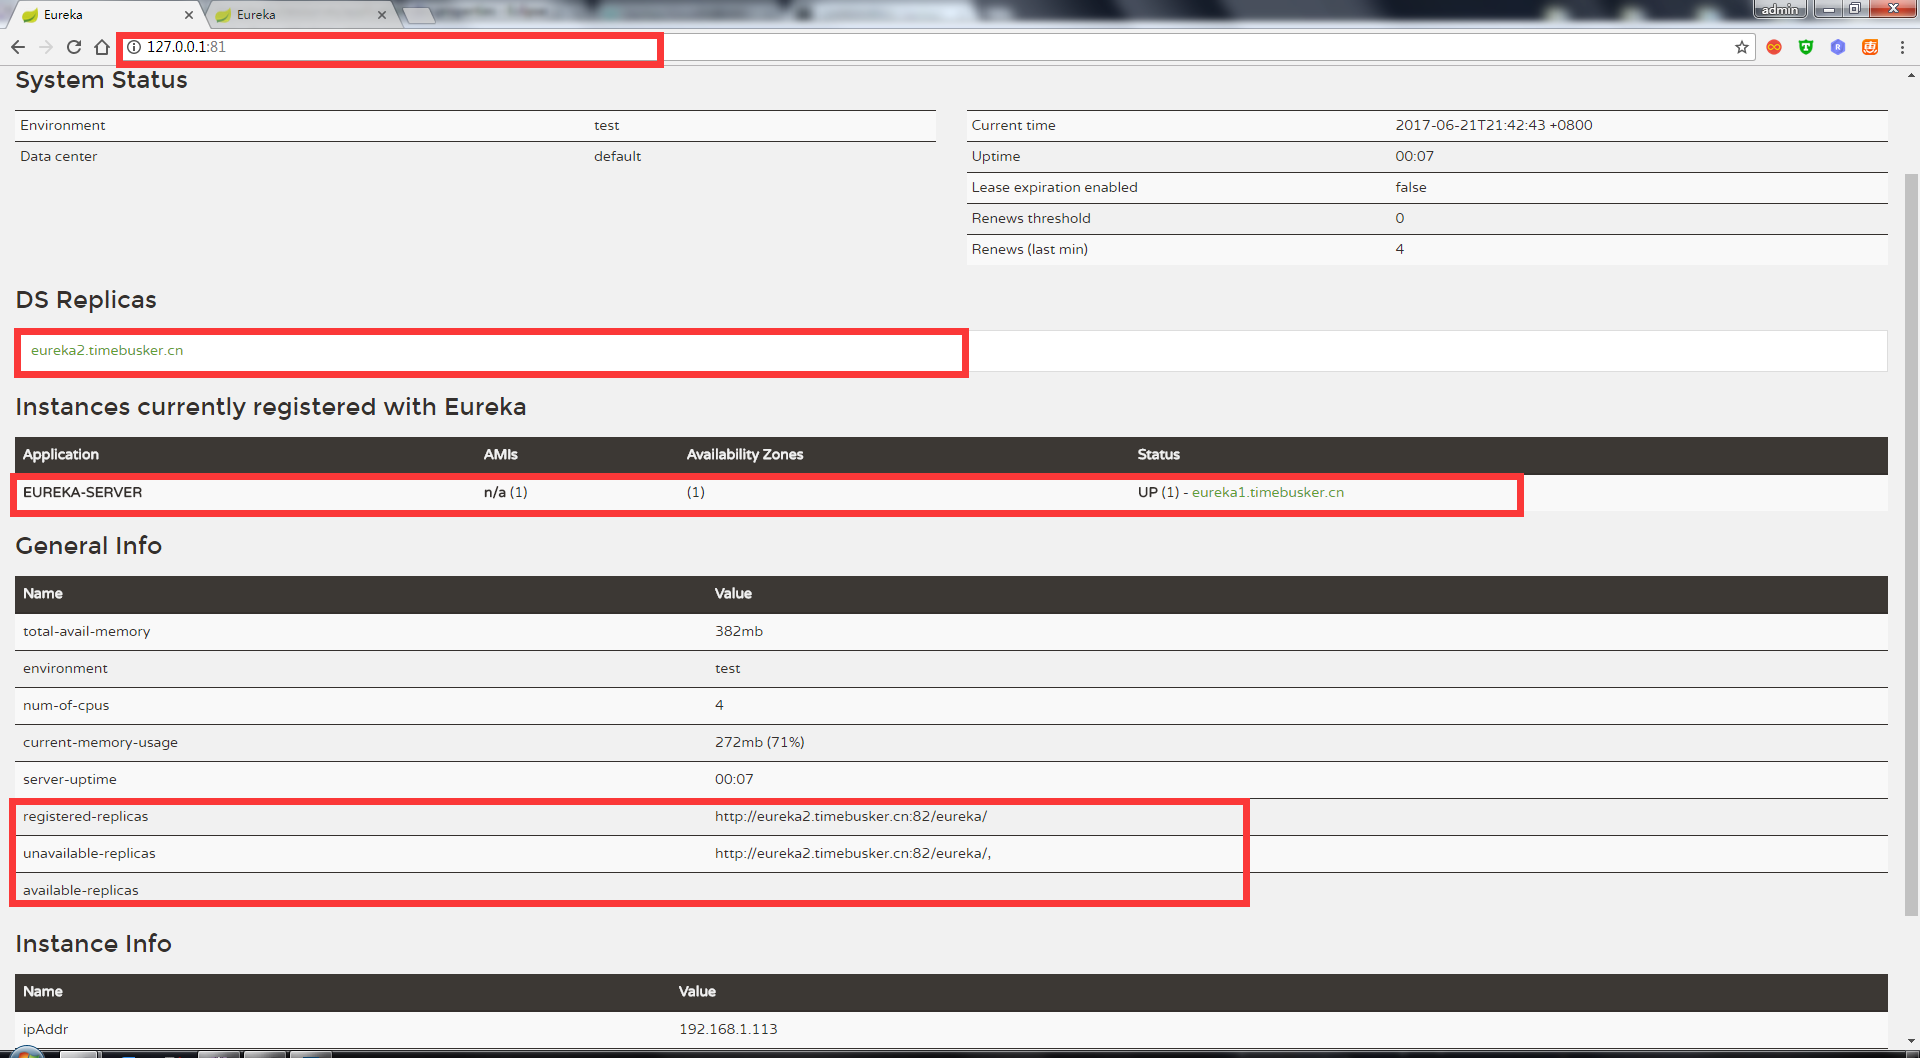 Eureka
Eureka
admin
127.0.0.1:81
System Status
Environment test
Data center default
Current time 2017-06-21T21:42:43 +0800
Uptime 00:07
Lease expiration enabled false
Renews threshold 0
Renews (last min) 4
DS Replicas
eureka2.timebusker.cn
Instances currently registered with Eureka
Application AMIs Availability Zones Status
EUREKA-SERVER n/a (1) (1) UP (1) - eureka1.timebusker.cn
General Info
Name Value
total-avail-memory 382mb
environment test
num-of-cpus 4
current-memory-usage 272mb (71%)
server-uptime 00:07
registered-replicas http://eureka2.timebusker.cn:82/eureka/
unavailable-replicas http://eureka2.timebusker.cn:82/eureka/,
available-replicas
Instance Info
Name Value
ipAddr 192.168.1.113